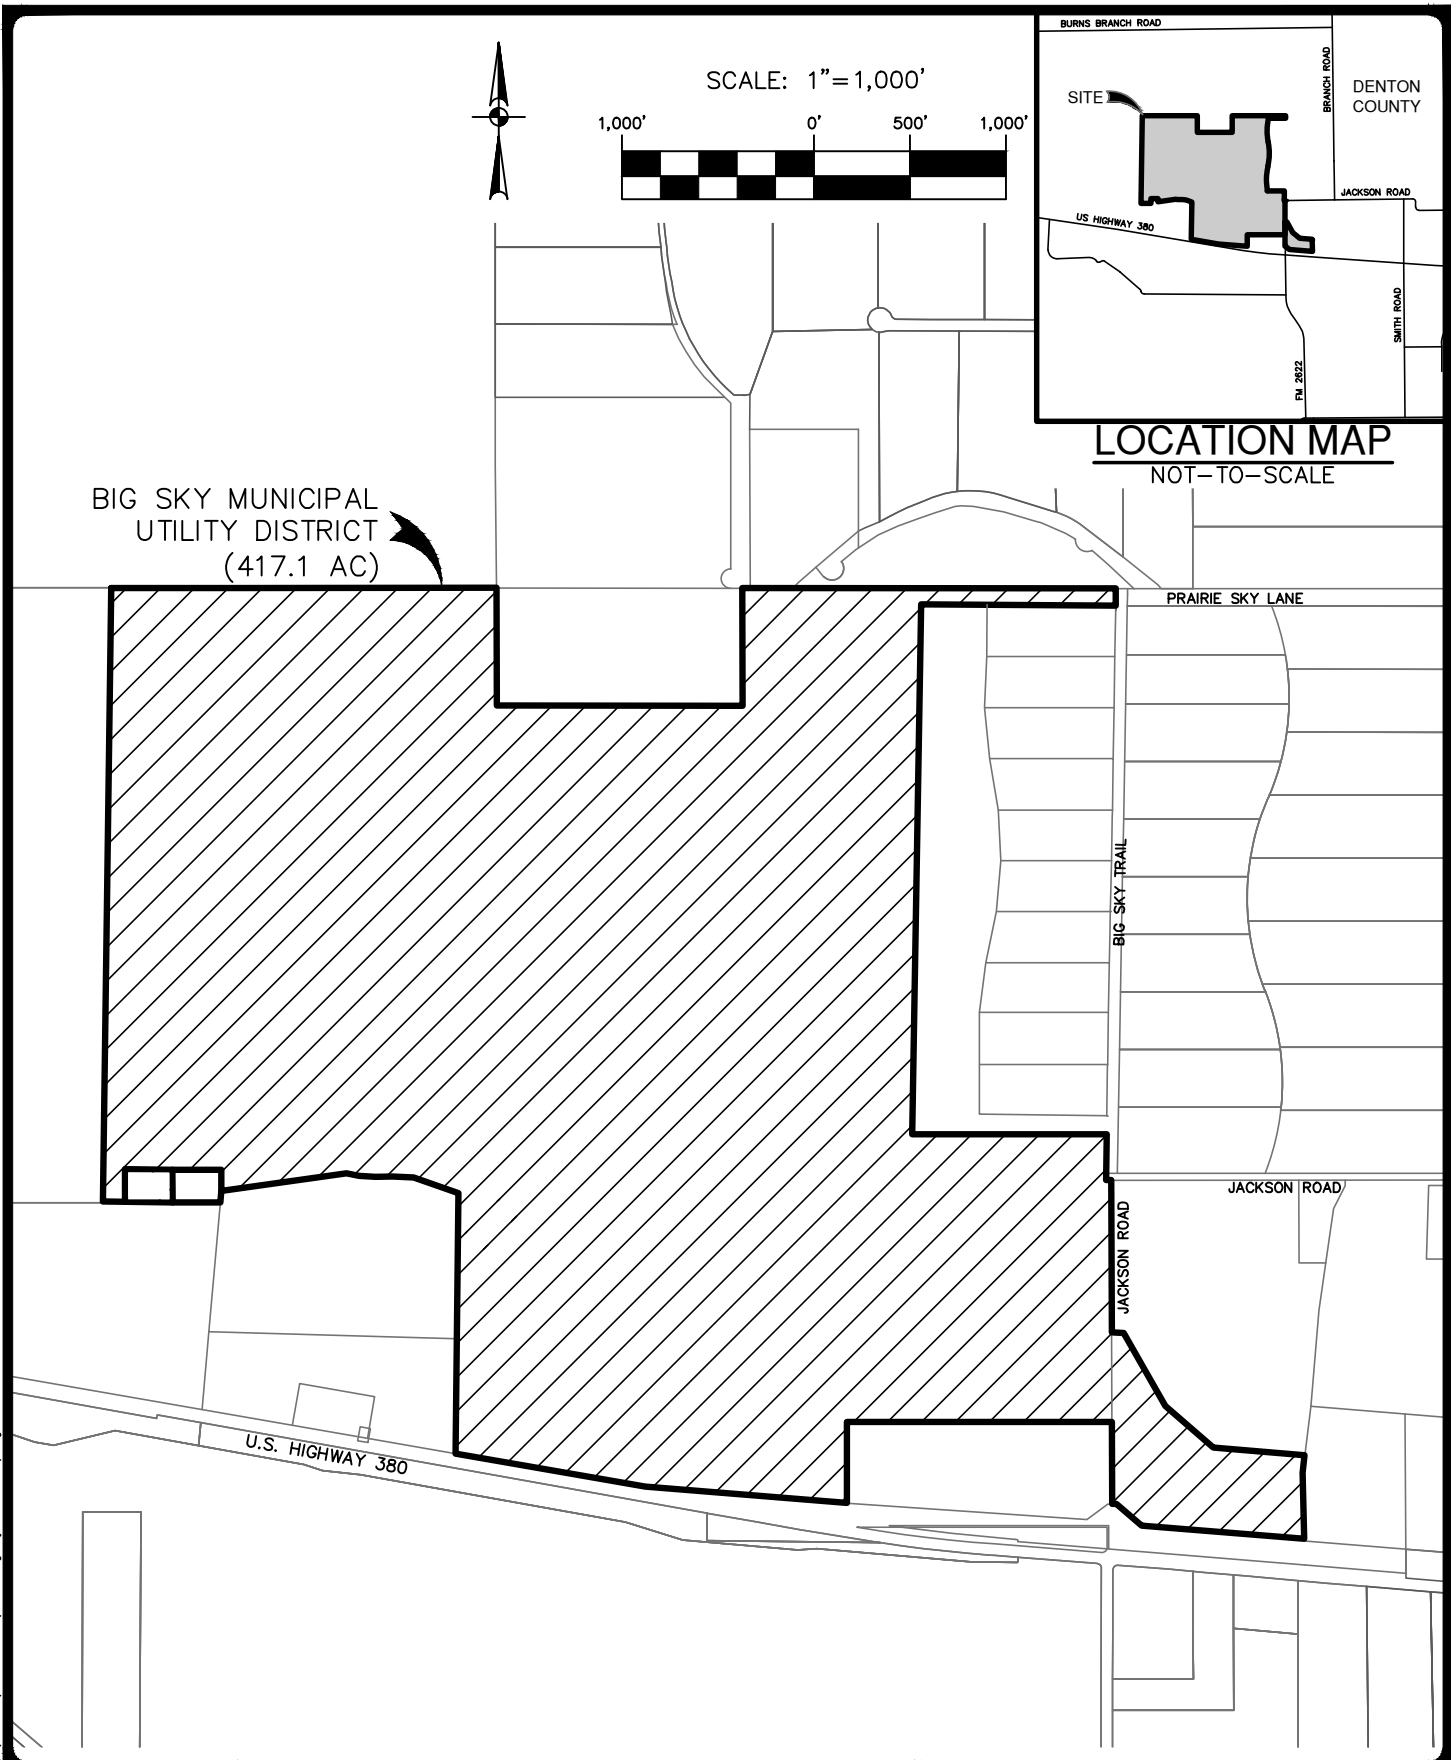 SCALE: 1"=1,000'
1,000'
0'
500'
1,000'
BURNS BRANCH ROAD
BRANCH ROAD
DENTON
COUNTY
SITE
JACKSON ROAD
US HIGHWAY 380
SMITH ROAD
FM 2622
LOCATION MAP
NOT-TO-SCALE
BIG SKY MUNICIPAL
UTILITY DISTRICT
(417.1 AC)
PRAIRIE SKY LANE
BIG SKY TRAIL
JACKSON ROAD
JACKSON ROAD
U.S. HIGHWAY 380